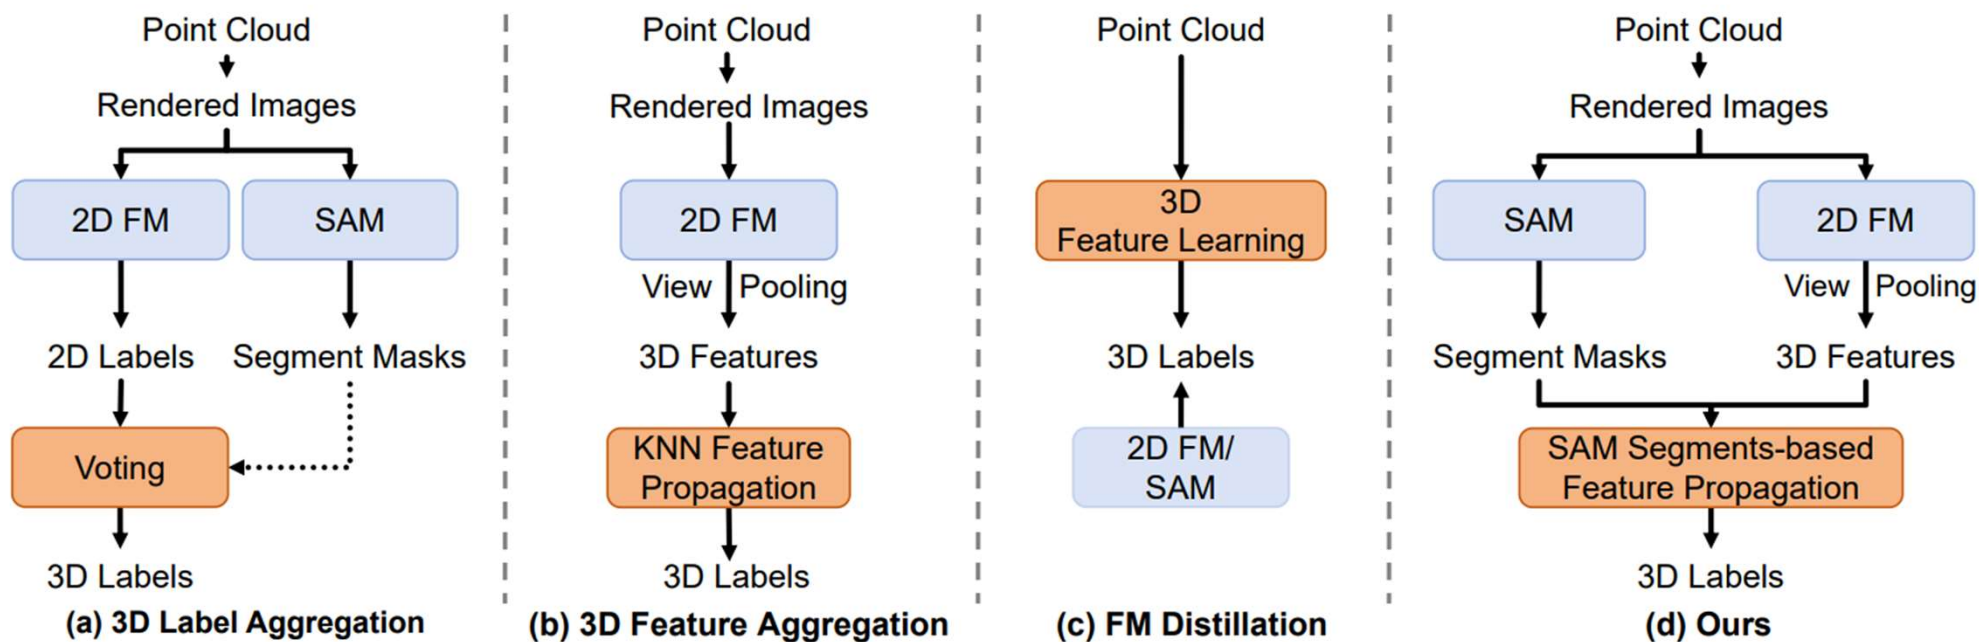 Point Cloud
Rendered Images
2D FM
SAM
2D Labels
Segment Masks
Voting
3D Labels
(a) 3D Label Aggregation
Point Cloud
Rendered Images
2D FM
View Pooling
3D Features
KNN Feature
Propagation
3D Labels
(b) 3D Feature Aggregation
Point Cloud
3D
Feature Learning
3D Labels
2D FM/
SAM
(c) FM Distillation
Point Cloud
Rendered Images
SAM
2D FM
View Pooling
Segment Masks
3D Features
SAM Segments-based
Feature Propagation
3D Labels
(d) Ours